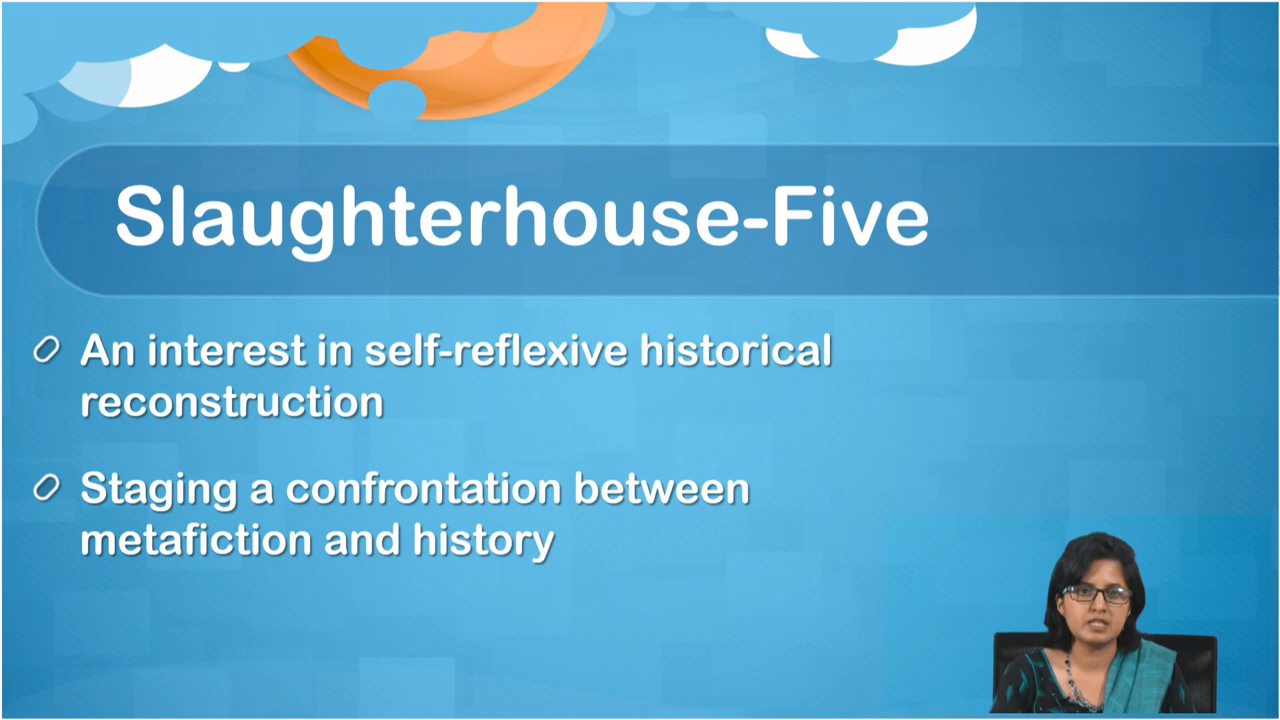 Slaughterhouse-Five
An interest in self-reflexive historical
reconstruction
Staging a confrontation between
metafiction and history